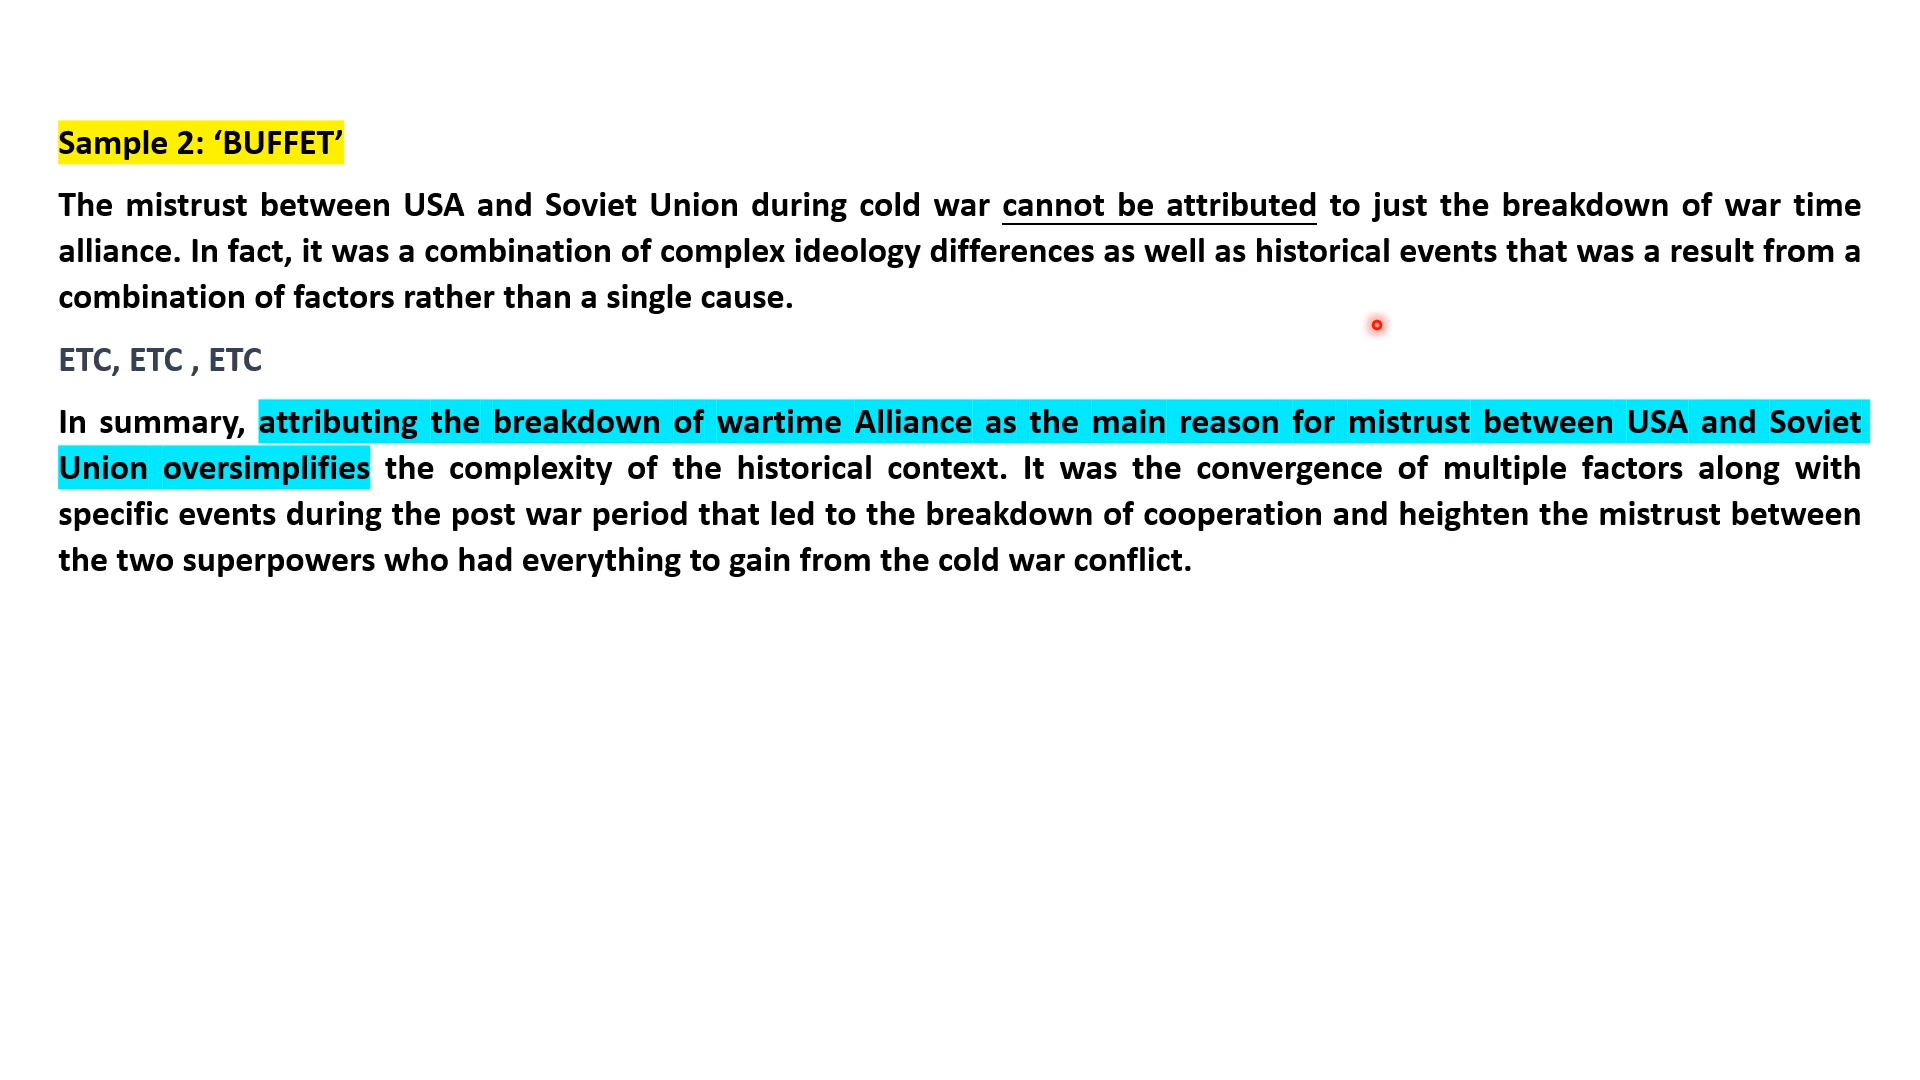 Sample 2: ‘BUFFET’
The mistrust between USA and Soviet Union during cold war cannot be attributed to just the breakdown of war time
alliance. In fact, it was a combination of complex ideology differences as well as historical events that was a result from a
combination of factors rather than a single cause.
ETC, ETC , ETC
In summary, attributing the breakdown of wartime Alliance as the main reason for mistrust between USA and Soviet
Union oversimplifies the complexity of the historical context. It was the convergence of multiple factors along with
specific events during the post war period that led to the breakdown of cooperation and heighten the mistrust between
the two superpowers who had everything to gain from the cold war conflict.